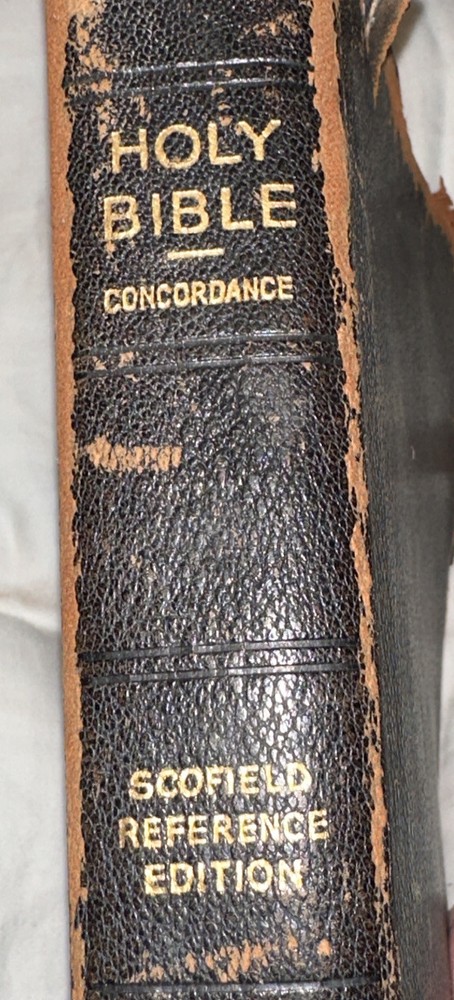 HOLY
BIBLE
CONCORDANCE
SCOFIELD
REFERENCE
EDITION